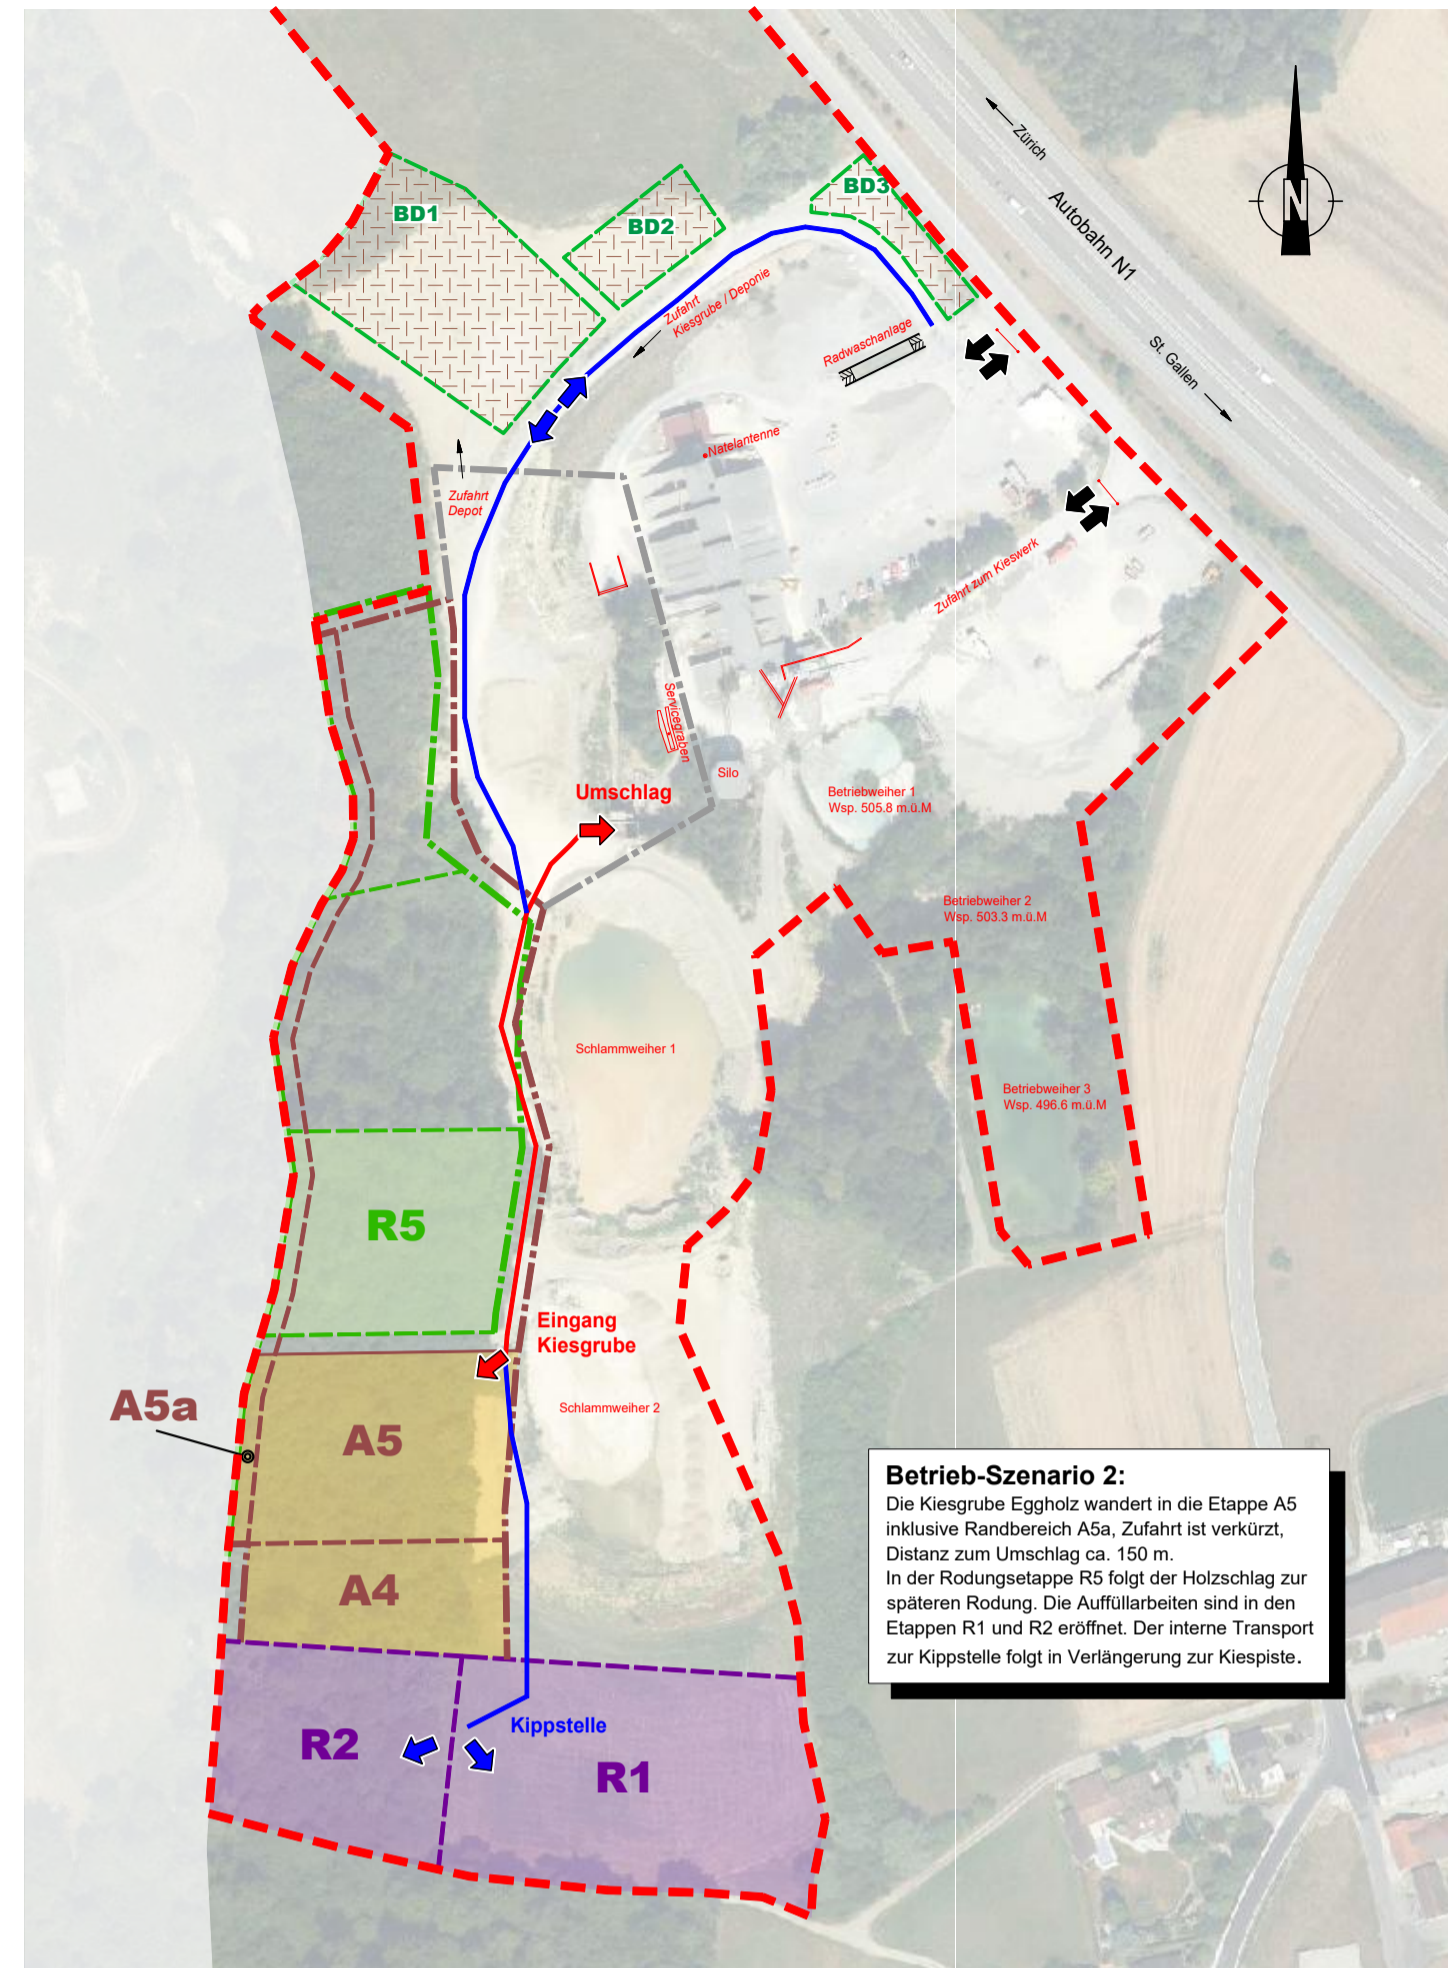 Zürich
N
Autobahn N1
St. Gallen
BD1
BD2
BD3
Zufahrt
Kiesgrube / Deponie
Radwaschanlage
Natelantenne
Zufahrt
Depot
Zufahrt zum Kieswerk
Servicegraben
Silo
Umschlag
Betriebweiher 1
Wsp. 505.8 m.ü.M
Betriebweiher 2
Wsp. 503.3 m.ü.M
Schlammweiher 1
Betriebweiher 3
Wsp. 496.6 m.ü.M
R5
Eingang
Kiesgrube
A5a
A5
Schlammweiher 2
A4
Betrieb-Szenario 2:
Die Kiesgrube Eggholz wandert in die Etappe A5
inklusive Randbereich A5a, Zufahrt ist verkürzt,
Distanz zum Umschlag ca. 150 m.
In der Rodungsetappe R5 folgt der Holzschlag zur
späteren Rodung. Die Auffüllarbeiten sind in den
Etappen R1 und R2 eröffnet. Der interne Transport
zur Kippstelle folgt in Verlängerung zur Kiespiste.
Kippstelle
R2
R1